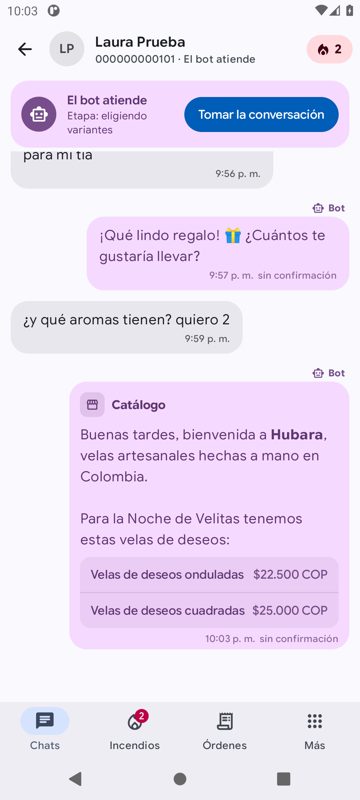 10:03
LP
Laura Prueba
000000000101 · El bot atiende
2
El bot atiende
Etapa: eligiendo
variantes
Tomar la conversación
para mi tía
9:56 p. m.
Bot
¡Qué lindo regalo! 🎁 ¿Cuántos te
gustaría llevar?
9:57 p. m. sin confirmación
¿y qué aromas tienen? quiero 2
9:59 p. m.
Bot
Catálogo
Buenas tardes, bienvenida a Hubara,
velas artesanales hechas a mano en
Colombia.
Para la Noche de Velitas tenemos
estas velas de deseos:
Velas de deseos onduladas $22.500 COP
Velas de deseos cuadradas $25.000 COP
10:03 p. m. sin confirmación
2
Chats
Incendios
Órdenes
Más